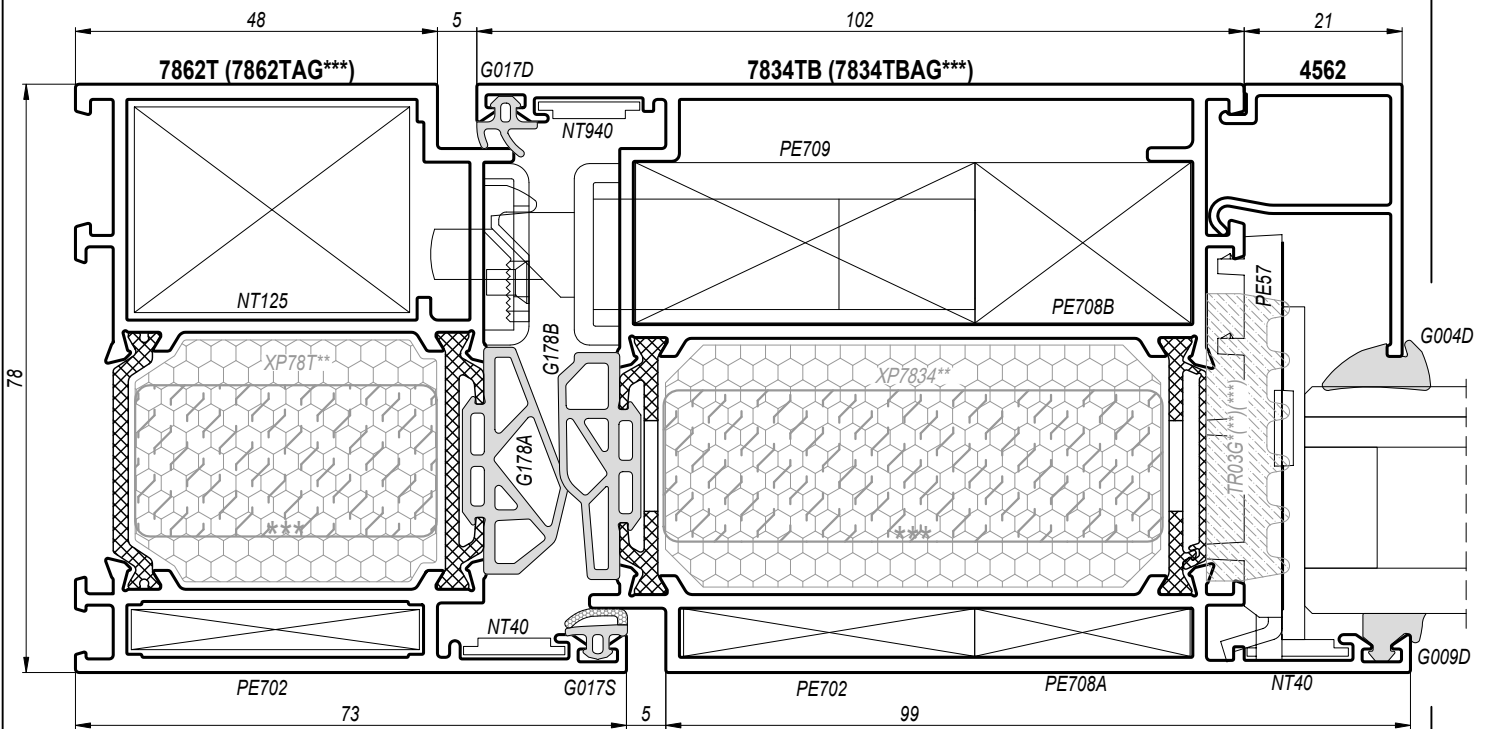 48 5 102 21
7862T (7862TAG***) G017D 7834TB (7834TBAG***) 4562
NT940
PE709
NT125
PE708B
PE57
G178B
G004D
78
XP78T**
XP7834**
G178A
***
***
NT40
G009D
PE702 G017S PE702 PE708A NT40
73 5 99